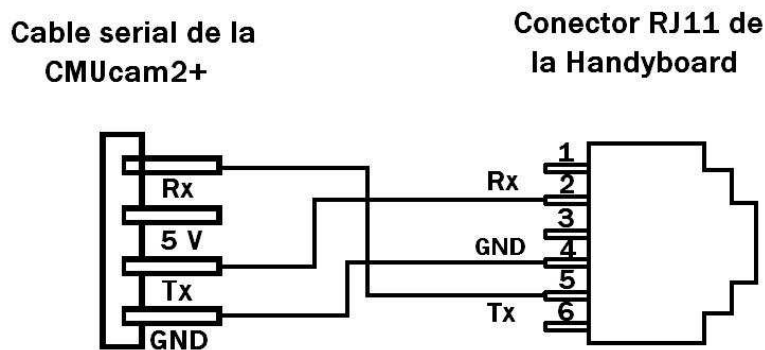 Cable serial de la
CMUcam2+
Conector RJ11 de
la Handyboard
Rx
5 V
Tx
GND
Rx
GND
Tx
1
2
3
4
5
6